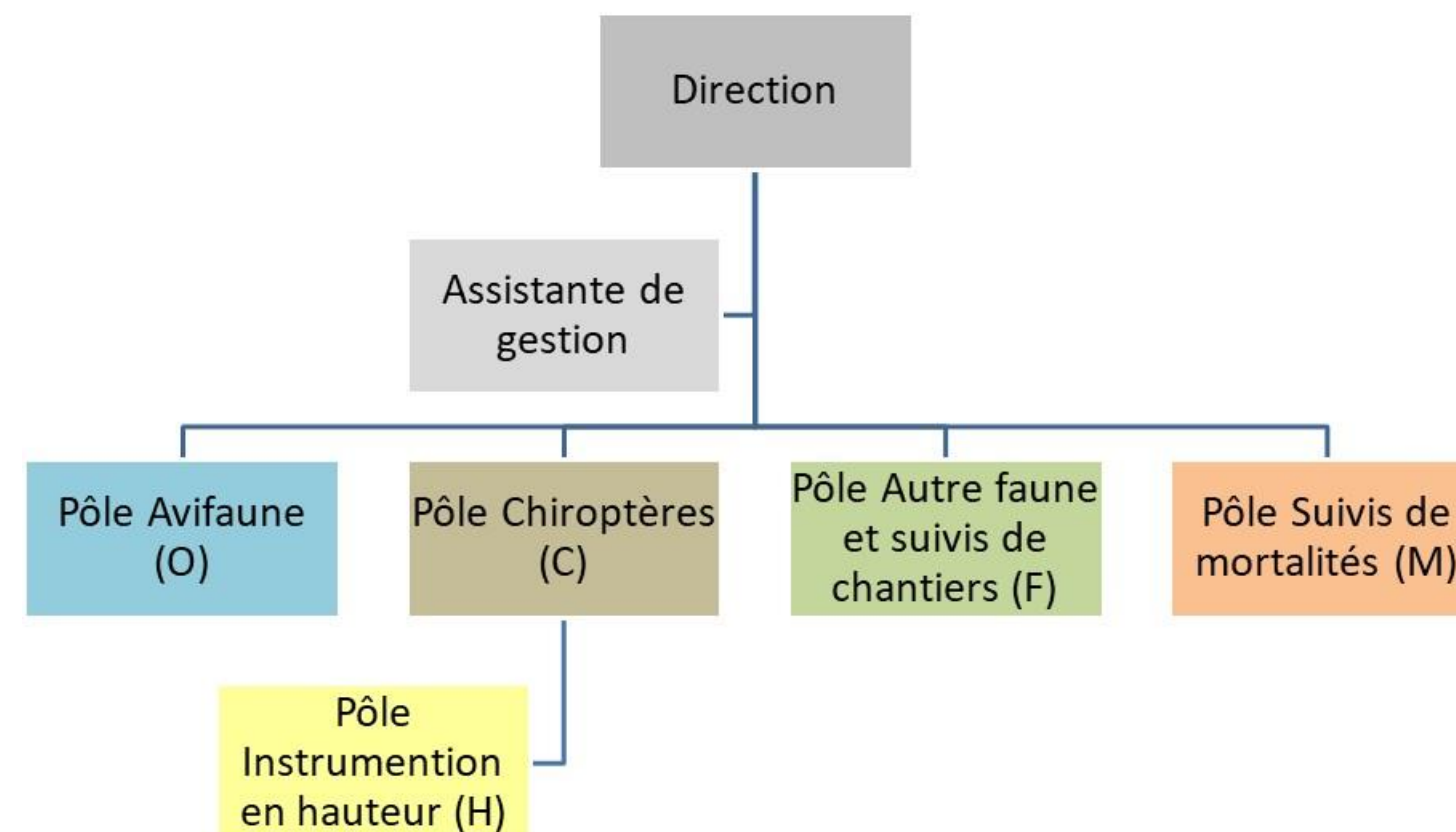 Direction
Assistante de
gestion
Pôle Avifaune
(O)
Pôle Chiroptères
(C)
Pôle Autre faune
et suivis de
chantiers (F)
Pôle Suivis de
mortalités (M)
Pôle
Instrumention
en hauteur (H)